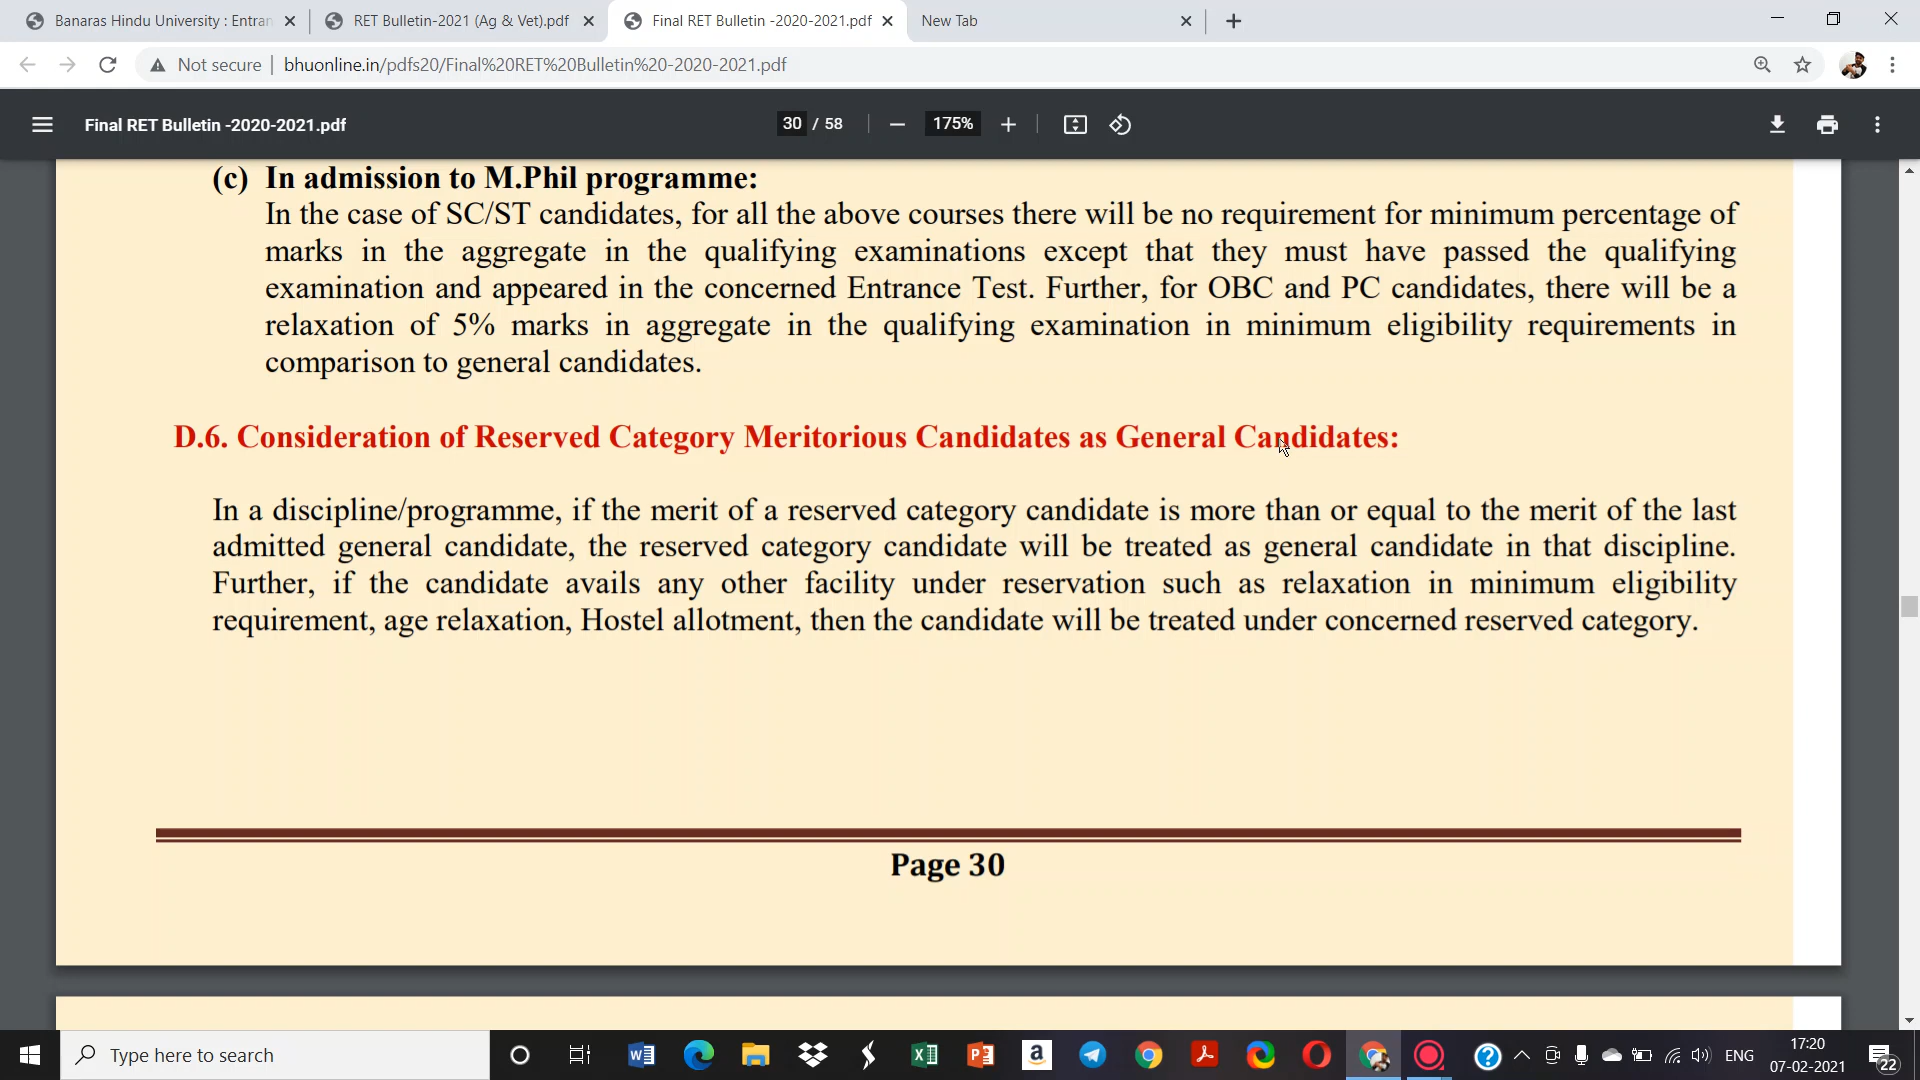 Banaras Hindu University : Entran
RET Bulletin-2021 (Ag & Vet).pdf
Final RET Bulletin -2020-2021.pdf
New Tab
Not secure
bhuonline.in/pdfs20/Final%20RET%20Bulletin%20-2020-2021.pdf
Final RET Bulletin -2020-2021.pdf
30 / 58
175%
(c) In admission to M.Phil programme:
In the case of SC/ST candidates, for all the above courses there will be no requirement for minimum percentage of
marks in the aggregate in the qualifying examinations except that they must have passed the qualifying
examination and appeared in the concerned Entrance Test. Further, for OBC and PC candidates, there will be a
relaxation of 5% marks in aggregate in the qualifying examination in minimum eligibility requirements in
comparison to general candidates.
D.6. Consideration of Reserved Category Meritorious Candidates as General Candidates:
In a discipline/programme, if the merit of a reserved category candidate is more than or equal to the merit of the last
admitted general candidate, the reserved category candidate will be treated as general candidate in that discipline.
Further, if the candidate avails any other facility under reservation such as relaxation in minimum eligibility
requirement, age relaxation, Hostel allotment, then the candidate will be treated under concerned reserved category.
Page 30
Type here to search
ENG
17:20
07-02-2021
22